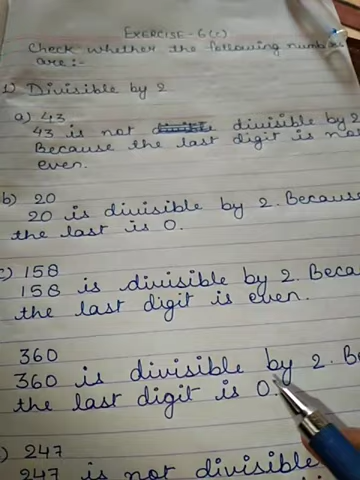 EXERCISE-6(c)
Check whether the following numbers
are:-
1) Divisible by 2
a) 43
43 is not divisible by 2
Because the last digit is not
even.
b) 20
20 is divisible by 2. Because
the last is 0.
c) 158
158 is divisible by 2. Beca
the last digit is even.
360
360 is divisible by 2. Be
the last digit is 0.
) 247
247 is not divisible